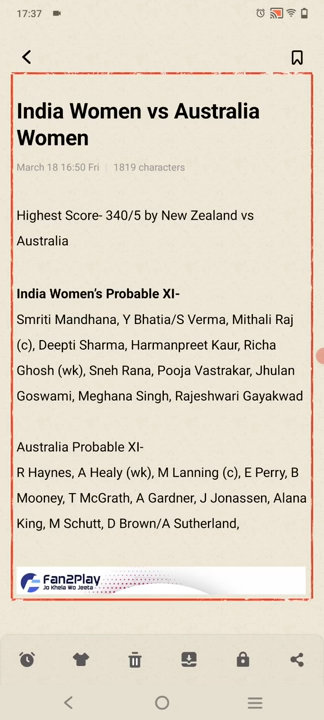 17:37
India Women vs Australia
Women
March 18 16:50 Fri | 1819 characters
Highest Score- 340/5 by New Zealand vs
Australia
India Women's Probable XI-
Smriti Mandhana, Y Bhatia/S Verma, Mithali Raj
(c), Deepti Sharma, Harmanpreet Kaur, Richa
Ghosh (wk), Sneh Rana, Pooja Vastrakar, Jhulan
Goswami, Meghana Singh, Rajeshwari Gayakwad
Australia Probable XI-
R Haynes, A Healy (wk), M Lanning (c), E Perry, B
Mooney, T McGrath, A Gardner, J Jonassen, Alana
King, M Schutt, D Brown/A Sutherland,
Fan2Play
Jo Khela Wo Jeeta